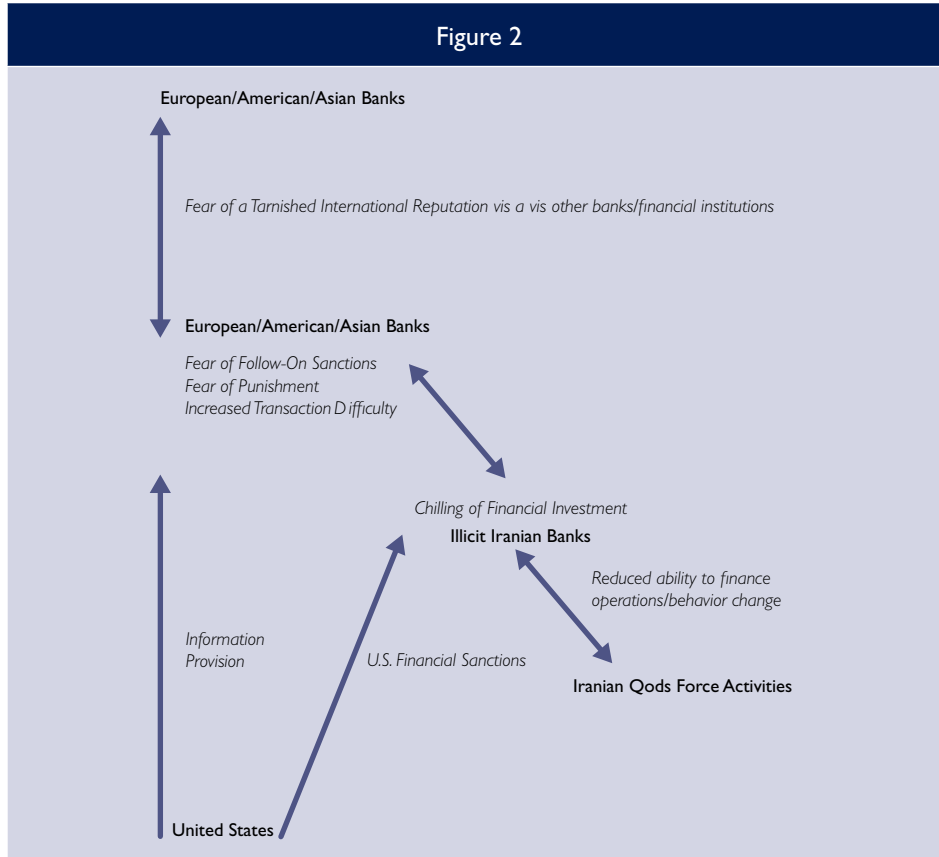 Figure 2
European/American/Asian Banks
Fear of a Tarnished International Reputation vis a vis other banks/financial institutions
European/American/Asian Banks
Fear of Follow-On Sanctions
Fear of Punishment
Increased Transaction Difficulty
Chilling of Financial Investment
Illicit Iranian Banks
Reduced ability to finance
operations/behavior change
Information
Provision
U.S. Financial Sanctions
Iranian Qods Force Activities
United States